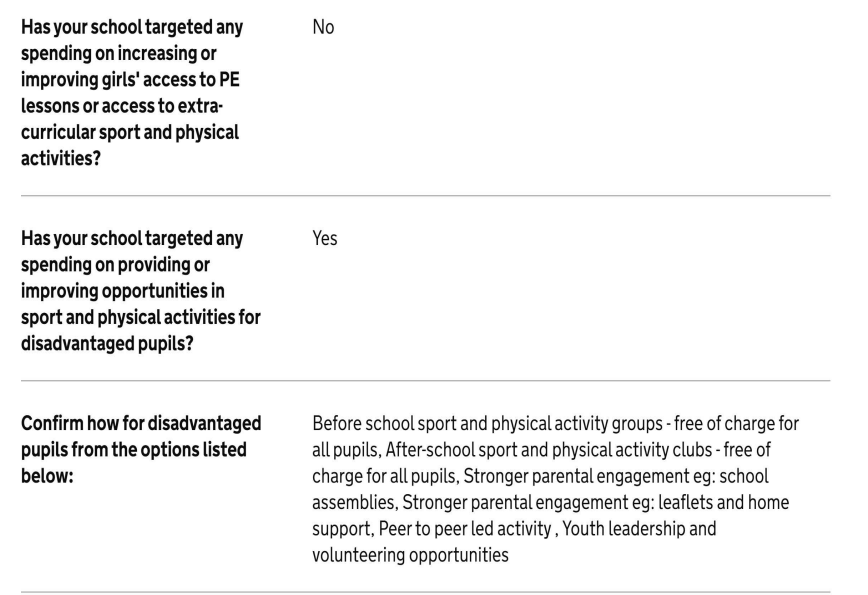 Has your school targeted any
spending on increasing or
improving girls' access to PE
lessons or access to extra-
curricular sport and physical
activities?
No
Has your school targeted any
spending on providing or
improving opportunities in
sport and physical activities for
disadvantaged pupils?
Yes
Confirm how for disadvantaged
pupils from the options listed
below:
Before school sport and physical activity groups - free of charge for
all pupils, After-school sport and physical activity clubs - free of
charge for all pupils, Stronger parental engagement eg: school
assemblies, Stronger parental engagement eg: leaflets and home
support, Peer to peer led activity , Youth leadership and
volunteering opportunities